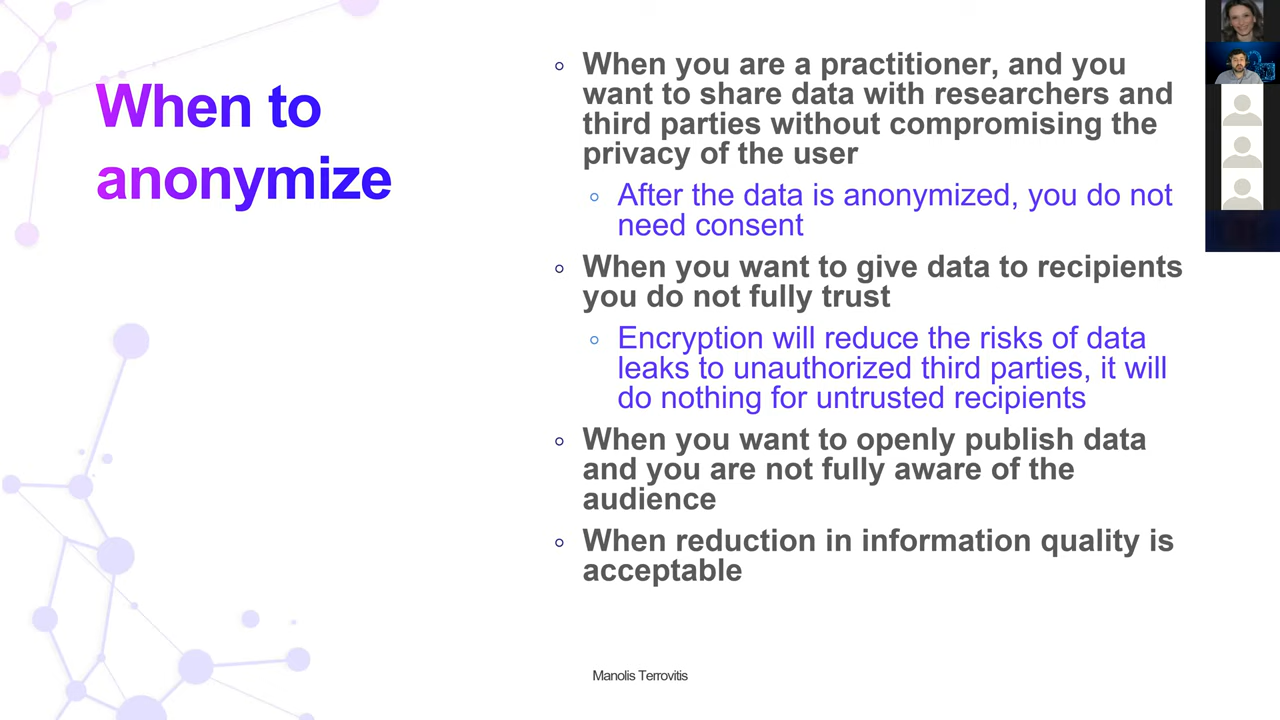 When to
anonymize
When you are a practitioner, and you
want to share data with researchers and
third parties without compromising the
privacy of the user
After the data is anonymized, you do not
need consent
When you want to give data to recipients
you do not fully trust
Encryption will reduce the risks of data
leaks to unauthorized third parties, it will
do nothing for untrusted recipients
When you want to openly publish data
and you are not fully aware of the
audience
When reduction in information quality is
acceptable
Manolis Terrovitis